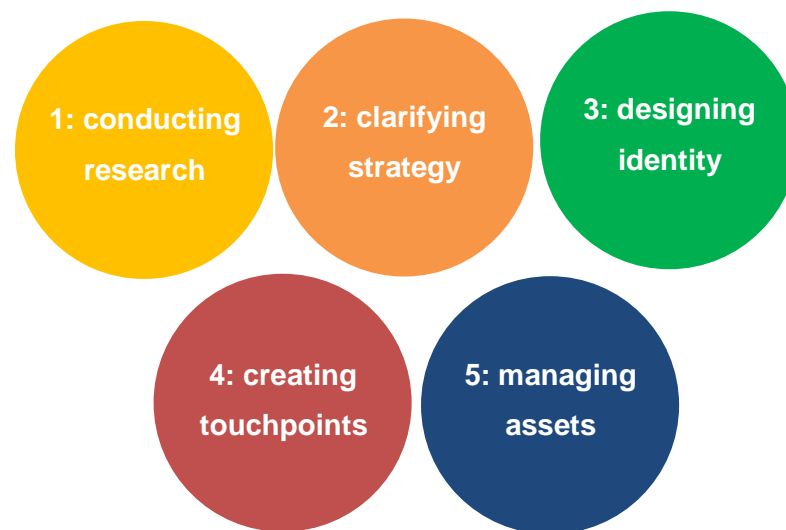 1: conducting
research
2: clarifying
strategy
3: designing
identity
4: creating
touchpoints
5: managing
assets